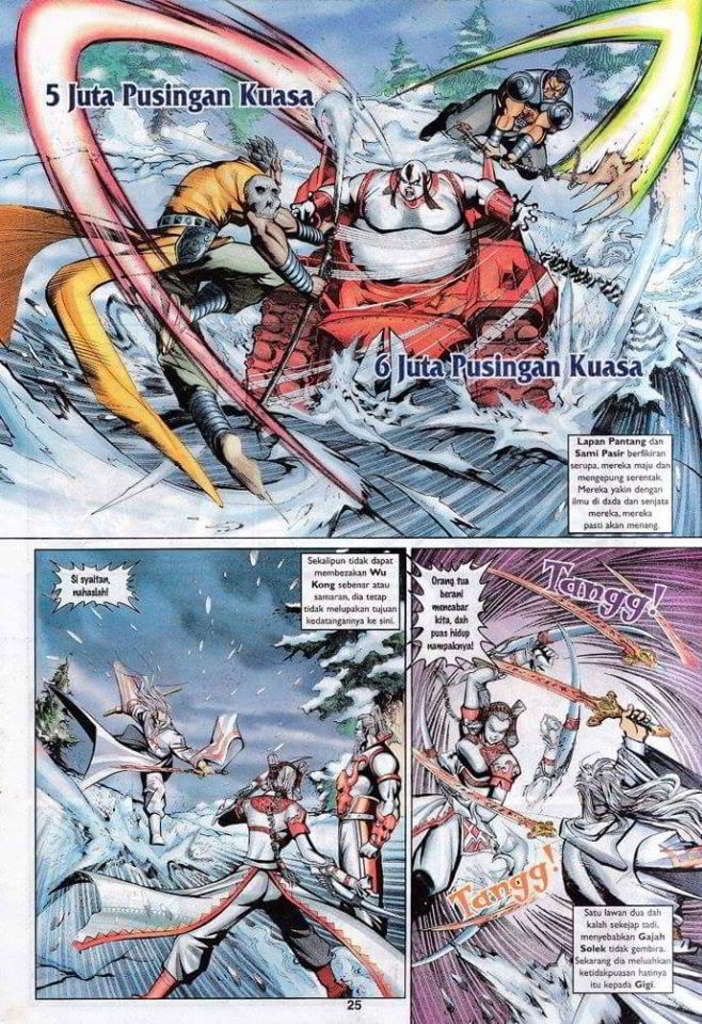 5 Juta Pusingan Kuasa
6 Juta Pusingan Kuasa
Lapan Pantang dan
Sami Pasir berfikiran
serupa, mereka maju dan
mengepung serentak.
Mereka yakin dengan
ilmu di dada dan senjata
mereka, mereka
pasti akan menang.
Si syaitan,
nahaslah!
Sekalipun tidak dapat
membezakan Wu
Kong sebenar atau
samaran, dia tetap
tidak melupakan tujuan
kedatangannya ke sini.
Orang tua
berani
mencabar
kita, dah
puas hidup
nampaknya!
Tangg!
Tangg!
Satu lawan dua dah
kalah sekejap tadi,
menyebabkan Gajah
Solek tidak gembira.
Sekarang dia meluahkan
ketidakpuasan hatinya
itu kepada Gigi.
25